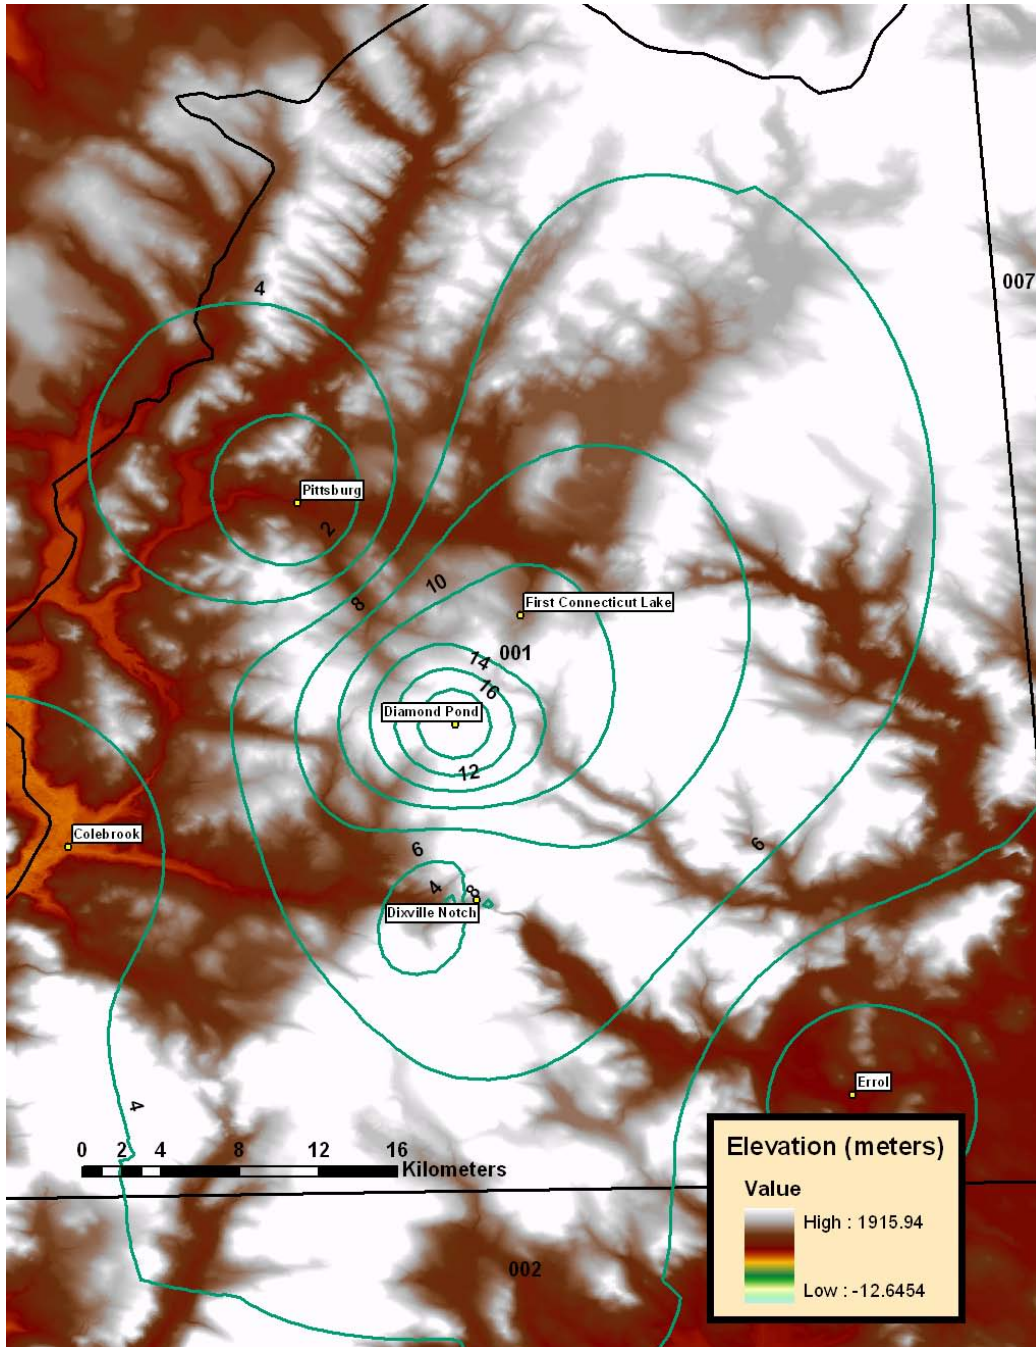 007
4
Pittsburg
2
10
8
First Connecticut Lake
001
14
16
Diamond Pond
12
Colebrook
6
6
4
8
Dixville Notch
Errol
4
0 2 4 8 12 16
Kilometers
002
Elevation (meters)
Value
High : 1915.94
Low : -12.6454